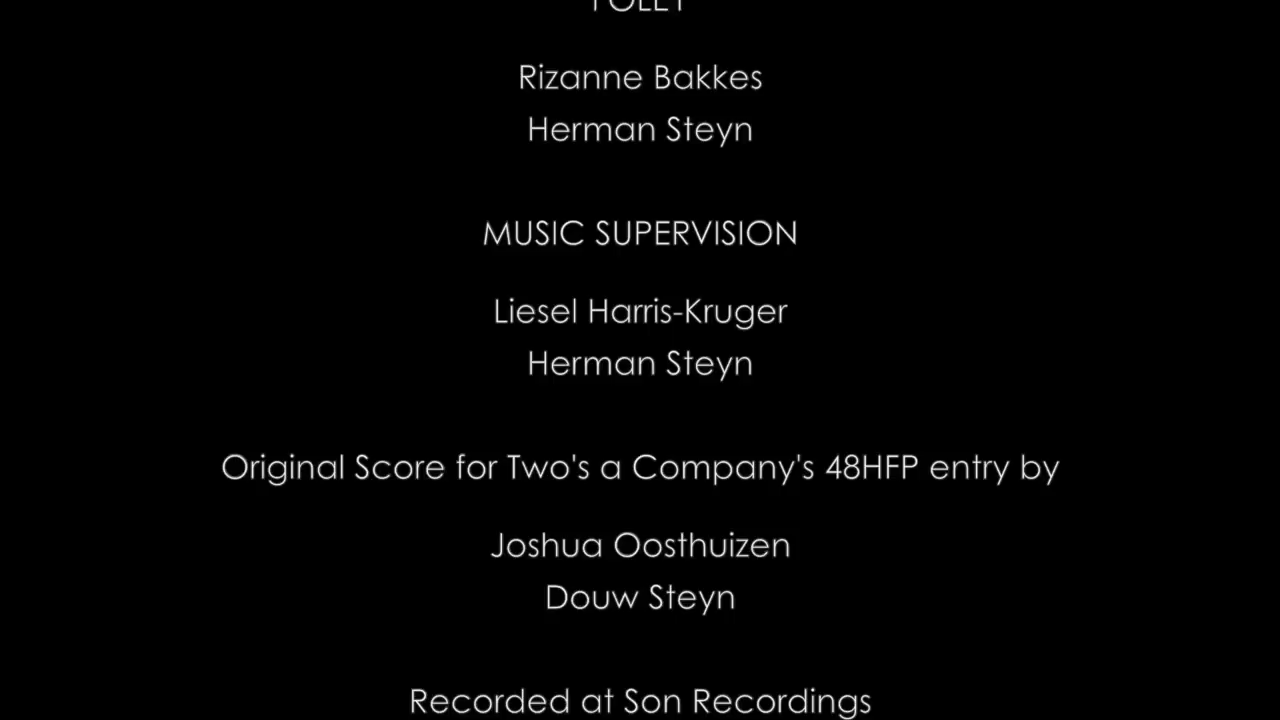 FOLEY
Rizanne Bakkes
Herman Steyn
MUSIC SUPERVISION
Liesel Harris-Kruger
Herman Steyn
Original Score for Two's a Company's 48HFP entry by
Joshua Oosthuizen
Douw Steyn
Recorded at Son Recordings